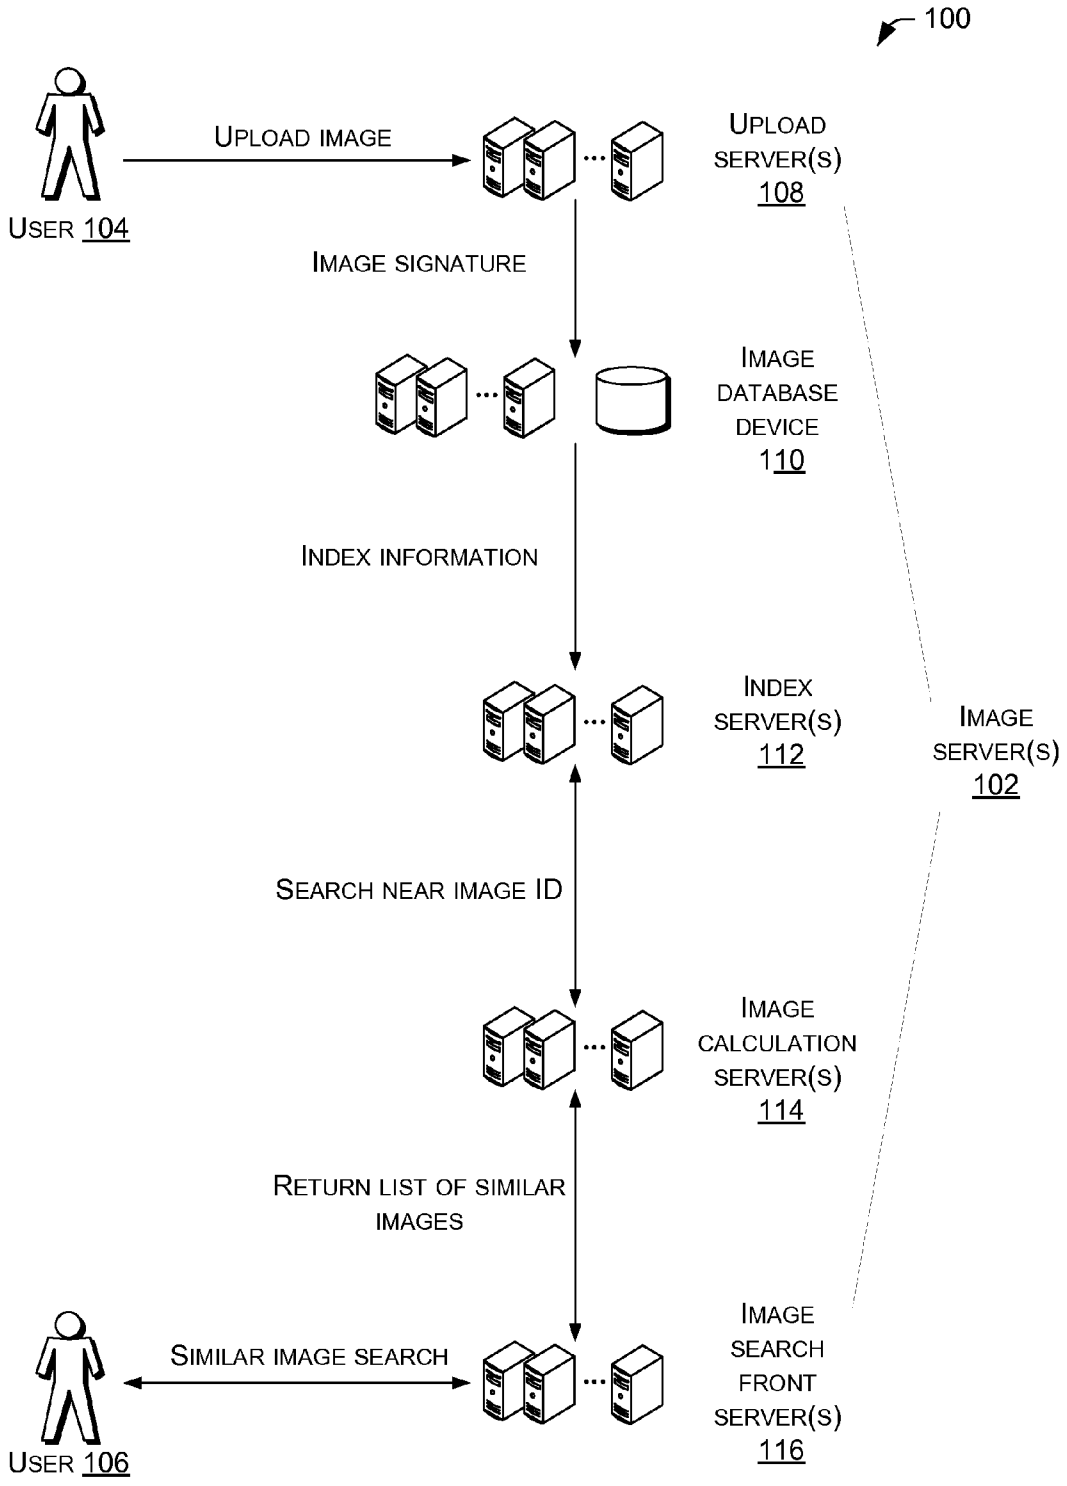 100
UPLOAD IMAGE
UPLOAD
SERVER(S)
108
USER 104
IMAGE SIGNATURE
IMAGE
DATABASE
DEVICE
110
INDEX INFORMATION
INDEX
SERVER(S)
112
IMAGE
SERVER(S)
102
SEARCH NEAR IMAGE ID
IMAGE
CALCULATION
SERVER(S)
114
RETURN LIST OF SIMILAR
IMAGES
IMAGE
SEARCH
FRONT
SERVER(S)
116
SIMILAR IMAGE SEARCH
USER 106